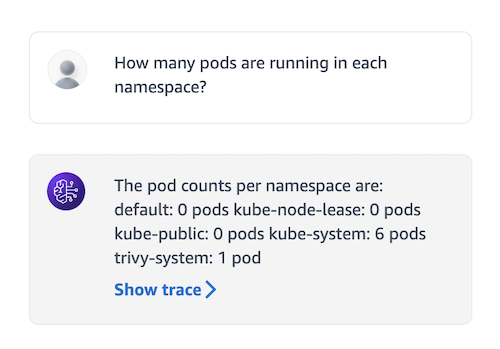 How many pods are running in each
namespace?
The pod counts per namespace are:
default: 0 pods kube-node-lease: 0 pods
kube-public: 0 pods kube-system: 6 pods
trivy-system: 1 pod
Show trace